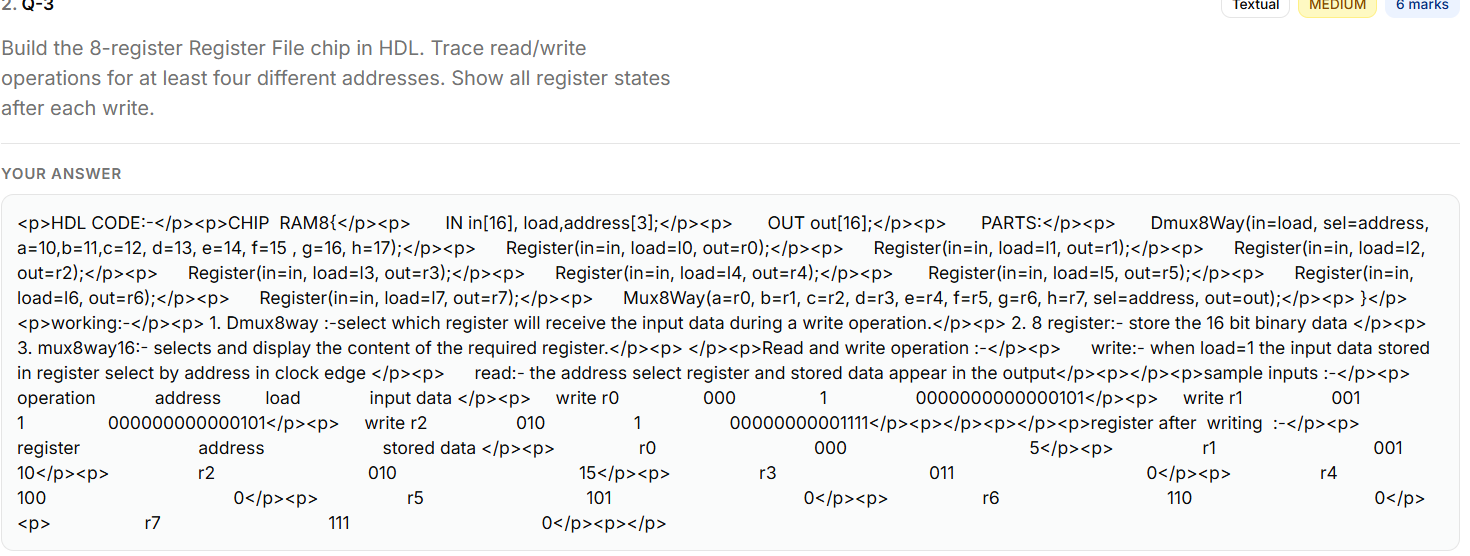 2. Q-3 Textual MEDIUM 6 marks
Build the 8-register Register File chip in HDL. Trace read/write
operations for at least four different addresses. Show all register states
after each write.
YOUR ANSWER
<p>HDL CODE:-</p><p>CHIP RAM8{</p><p> IN in[16], load,address[3];</p><p> OUT out[16];</p><p> PARTS:</p><p> Dmux8Way(in=load, sel=address,
a=10,b=11,c=12, d=13, e=14, f=15 , g=16, h=17);</p><p> Register(in=in, load=l0, out=r0);</p><p> Register(in=in, load=l1, out=r1);</p><p> Register(in=in, load=l2,
out=r2);</p><p> Register(in=in, load=l3, out=r3);</p><p> Register(in=in, load=l4, out=r4);</p><p> Register(in=in, load=l5, out=r5);</p><p> Register(in=in,
load=l6, out=r6);</p><p> Register(in=in, load=l7, out=r7);</p><p> Mux8Way(a=r0, b=r1, c=r2, d=r3, e=r4, f=r5, g=r6, h=r7, sel=address, out=out);</p><p> }</p>
<p>working:-</p><p> 1. Dmux8way :-select which register will receive the input data during a write operation.</p><p> 2. 8 register:- store the 16 bit binary data </p><p>
3. mux8way16:- selects and display the content of the required register.</p><p> </p><p>Read and write operation :-</p><p> write:- when load=1 the input data stored
in register select by address in clock edge </p><p> read:- the address select register and stored data appear in the output</p><p></p><p>sample inputs :-</p><p>
operation address load input data </p><p> write r0 000 1 0000000000000101</p><p> write r1 001
1 000000000000101</p><p> write r2 010 1 00000000001111</p><p></p><p></p><p>register after writing :-</p><p>
register address stored data </p><p> r0 000 5</p><p> r1 001
10</p><p> r2 010 15</p><p> r3 011 0</p><p> r4
100 0</p><p> r5 101 0</p><p> r6 110 0</p>
<p> r7 111 0</p><p></p>